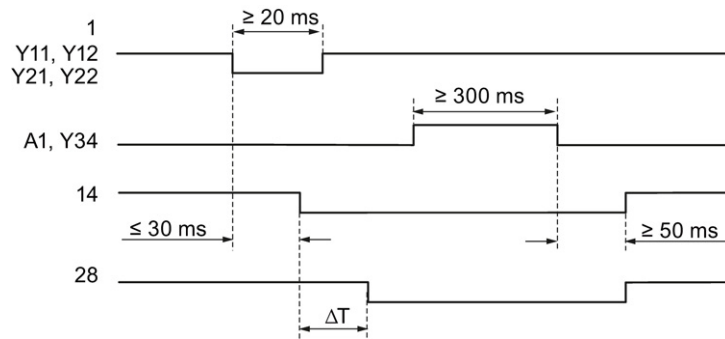 1
≥ 20 ms
Y11, Y12
Y21, Y22
≥ 300 ms
A1, Y34
14
≤ 30 ms
≥ 50 ms
28
ΔT